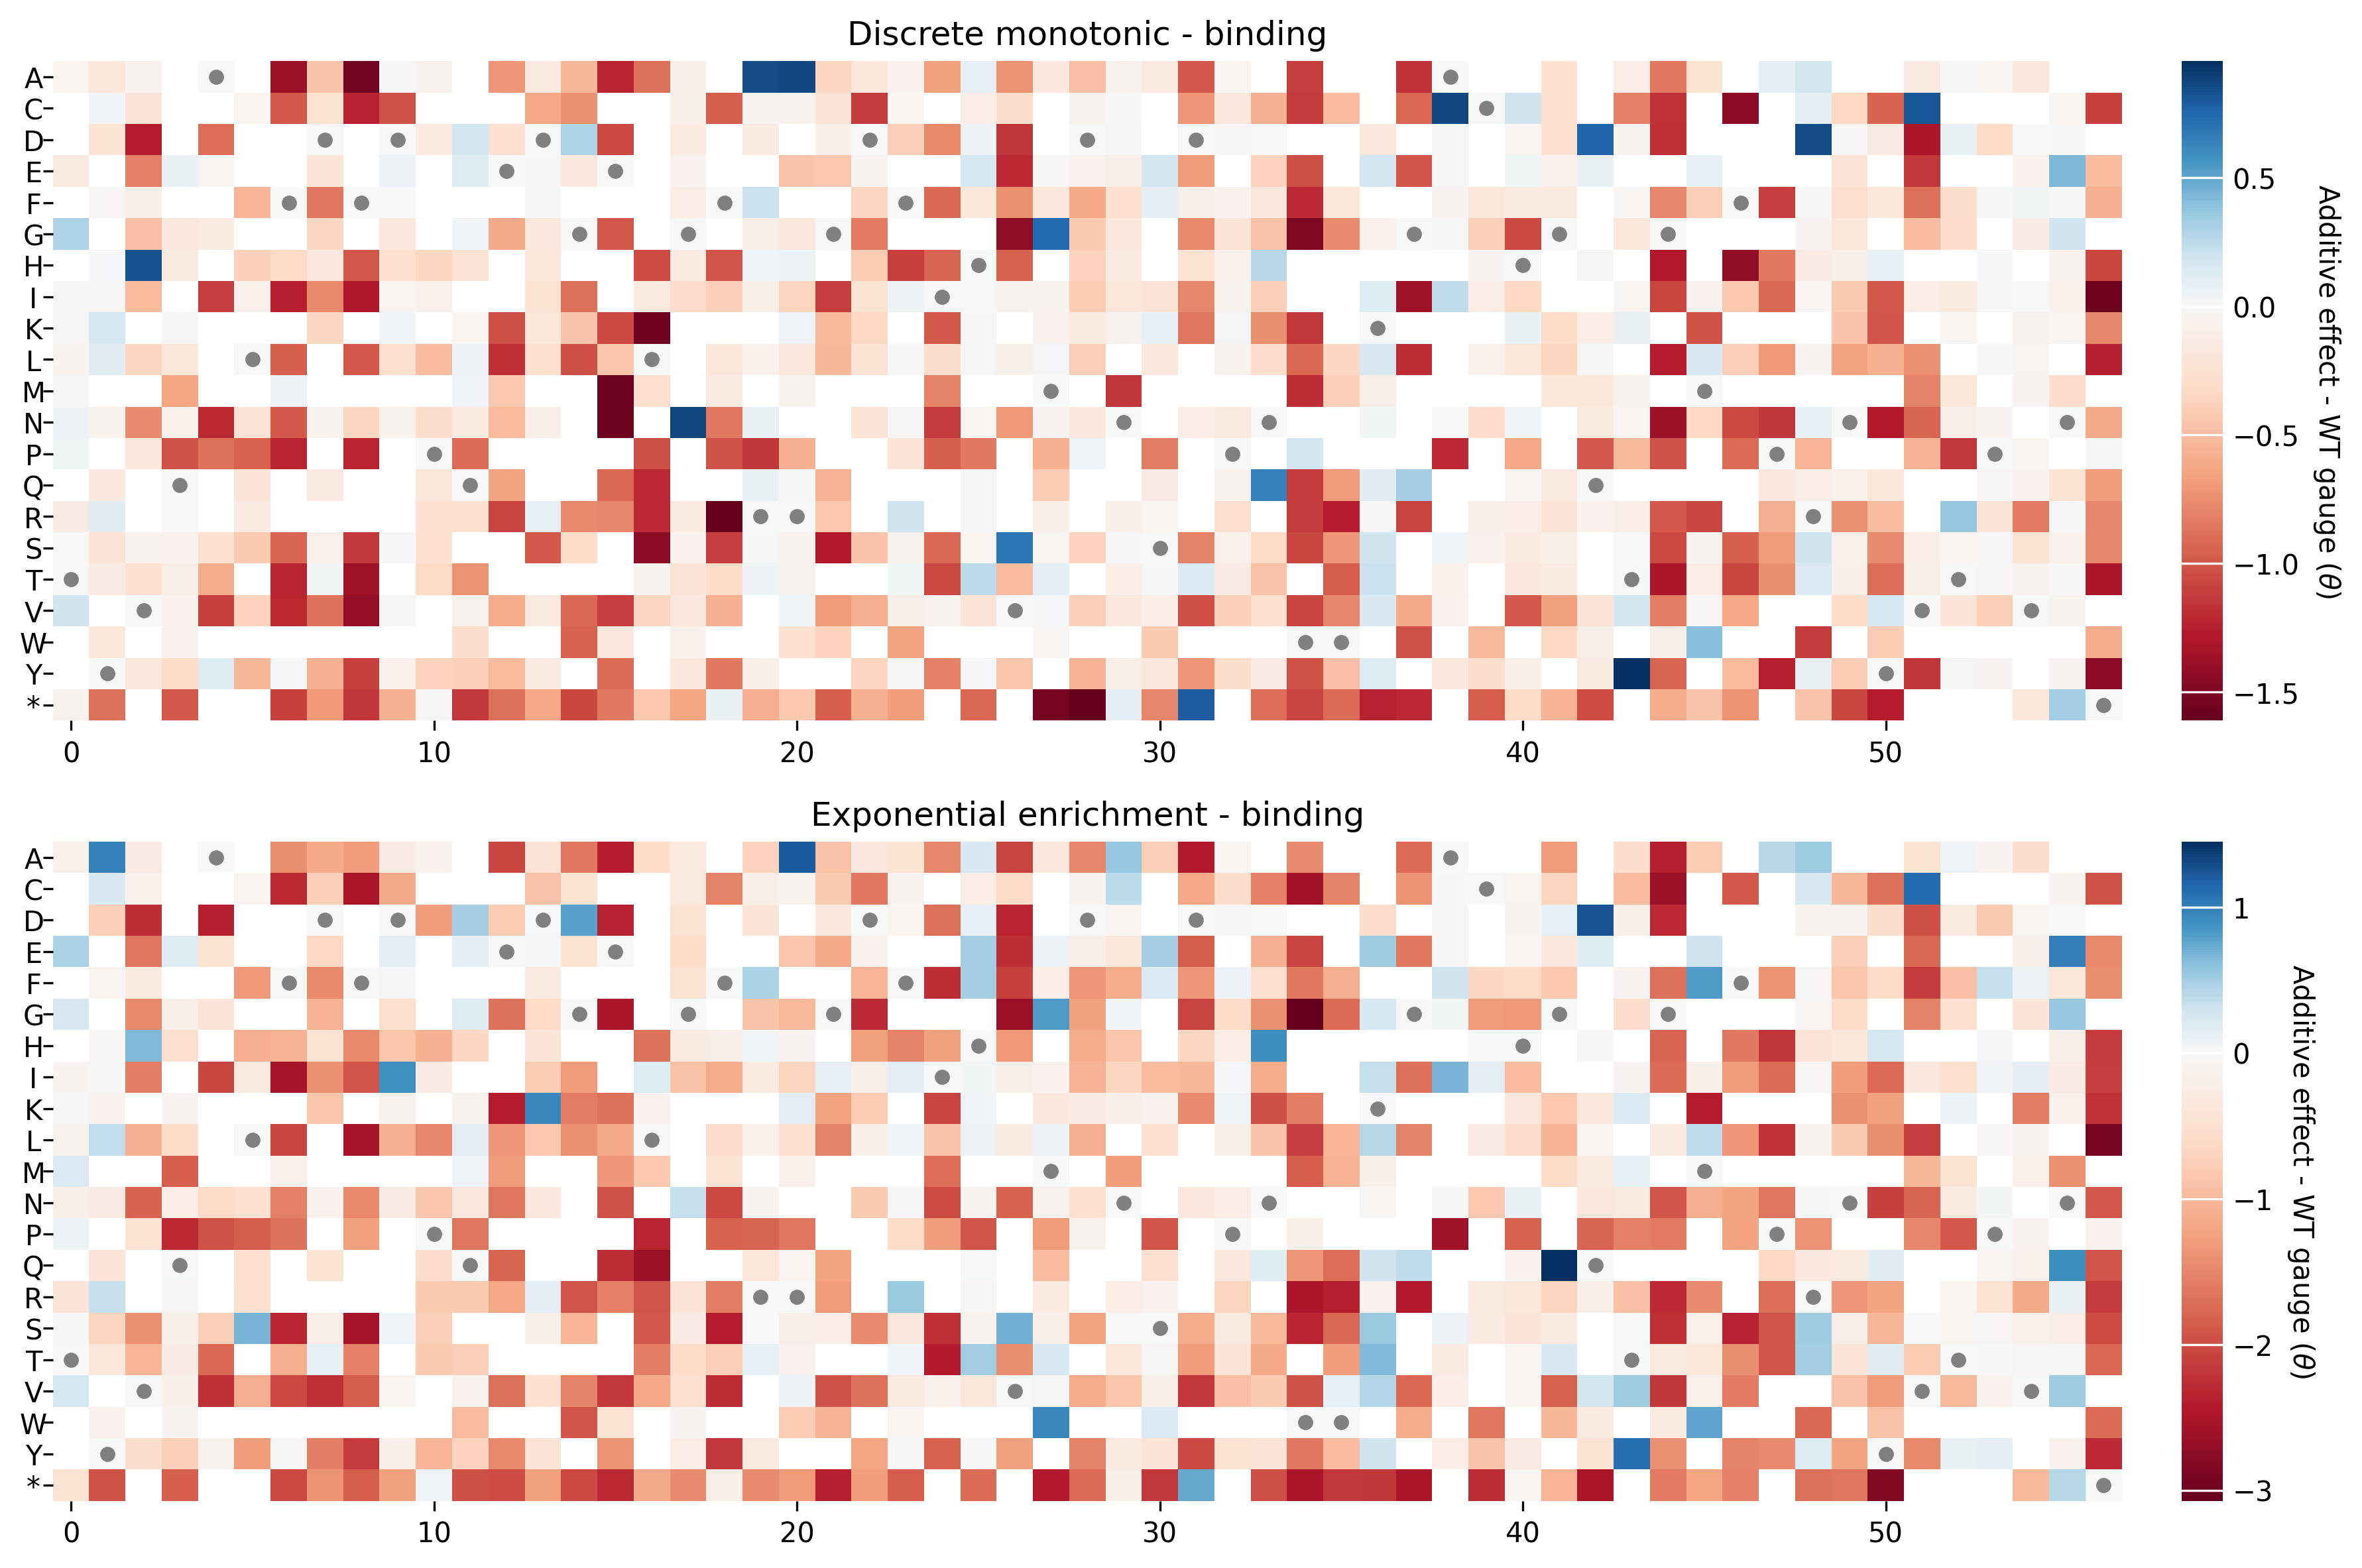 Discrete monotonic - binding
A
C
D
E
F
G
H
I
K
L
M
N
P
Q
R
S
T
V
W
Y
*
0 10 20 30 40 50
0.5
0.0
−0.5
−1.0
−1.5
Additive effect - WT gauge (θ)
Exponential enrichment - binding
A
C
D
E
F
G
H
I
K
L
M
N
P
Q
R
S
T
V
W
Y
*
0 10 20 30 40 50
1
0
−1
−2
−3
Additive effect - WT gauge (θ)